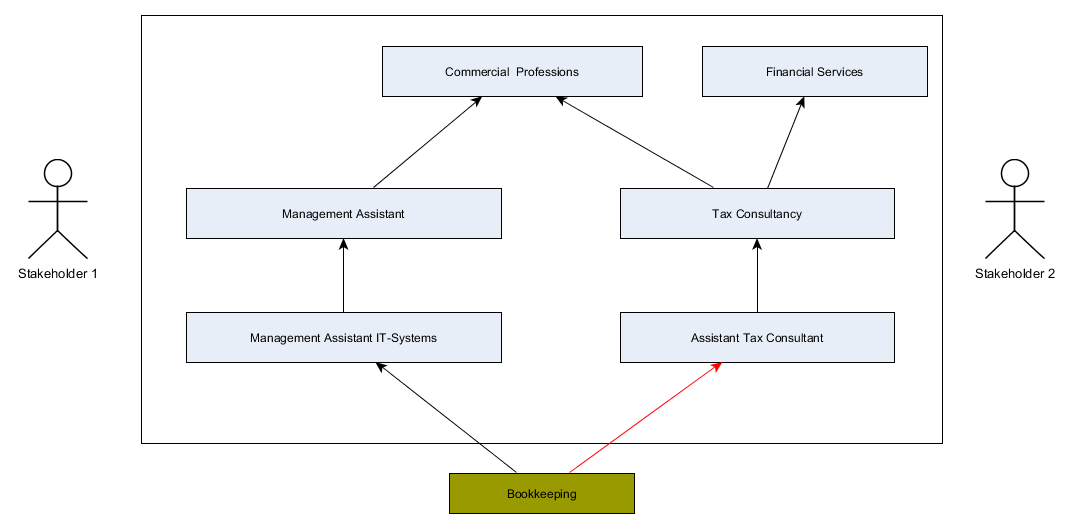 Commercial  Professions
Financial Services
Management Assistant
Tax Consultancy
Stakeholder 1
Stakeholder 2
Management Assistant IT-Systems
Assistant Tax Consultant
Bookkeeping